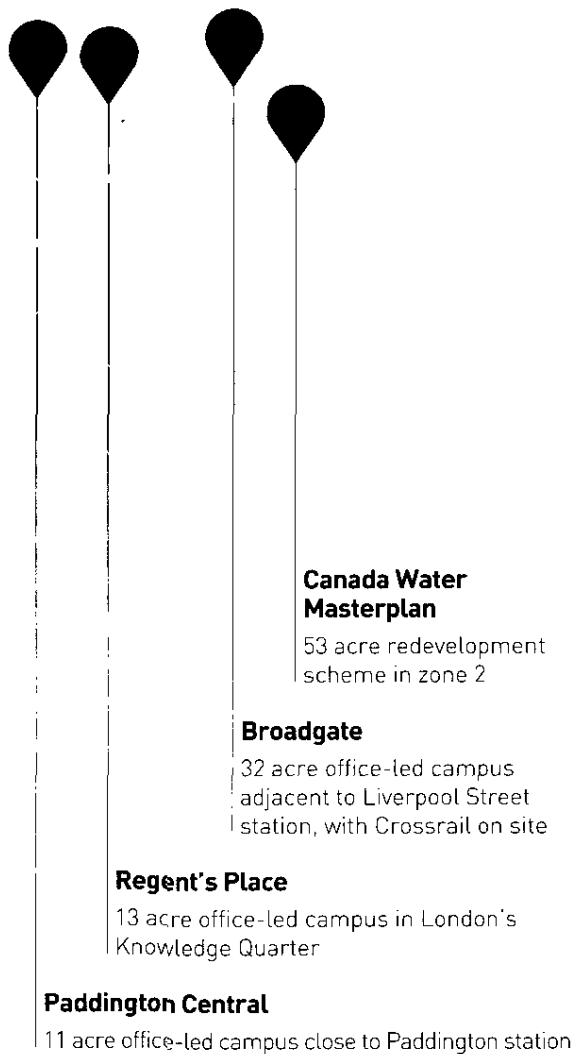 Canada Water
Masterplan
53 acre redevelopment
scheme in zone 2
Broadgate
32 acre office-led campus
adjacent to Liverpool Street
station, with Crossrail on site
Regent's Place
13 acre office-led campus in London's
Knowledge Quarter
Paddington Central
11 acre office-led campus close to Paddington station